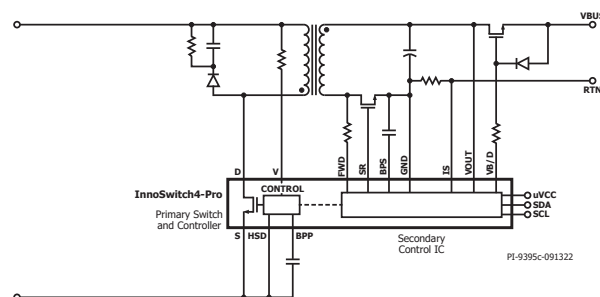 VBUS
RTN
FWD
SR
BPS
GND
IS
VOUT
VB/D
D
V
InnoSwitch4-Pro
CONTROL
uVCC
SDA
SCL
Primary Switch
and Controller
S
HSD
BPP
Secondary
Control IC
PI-9395c-091322